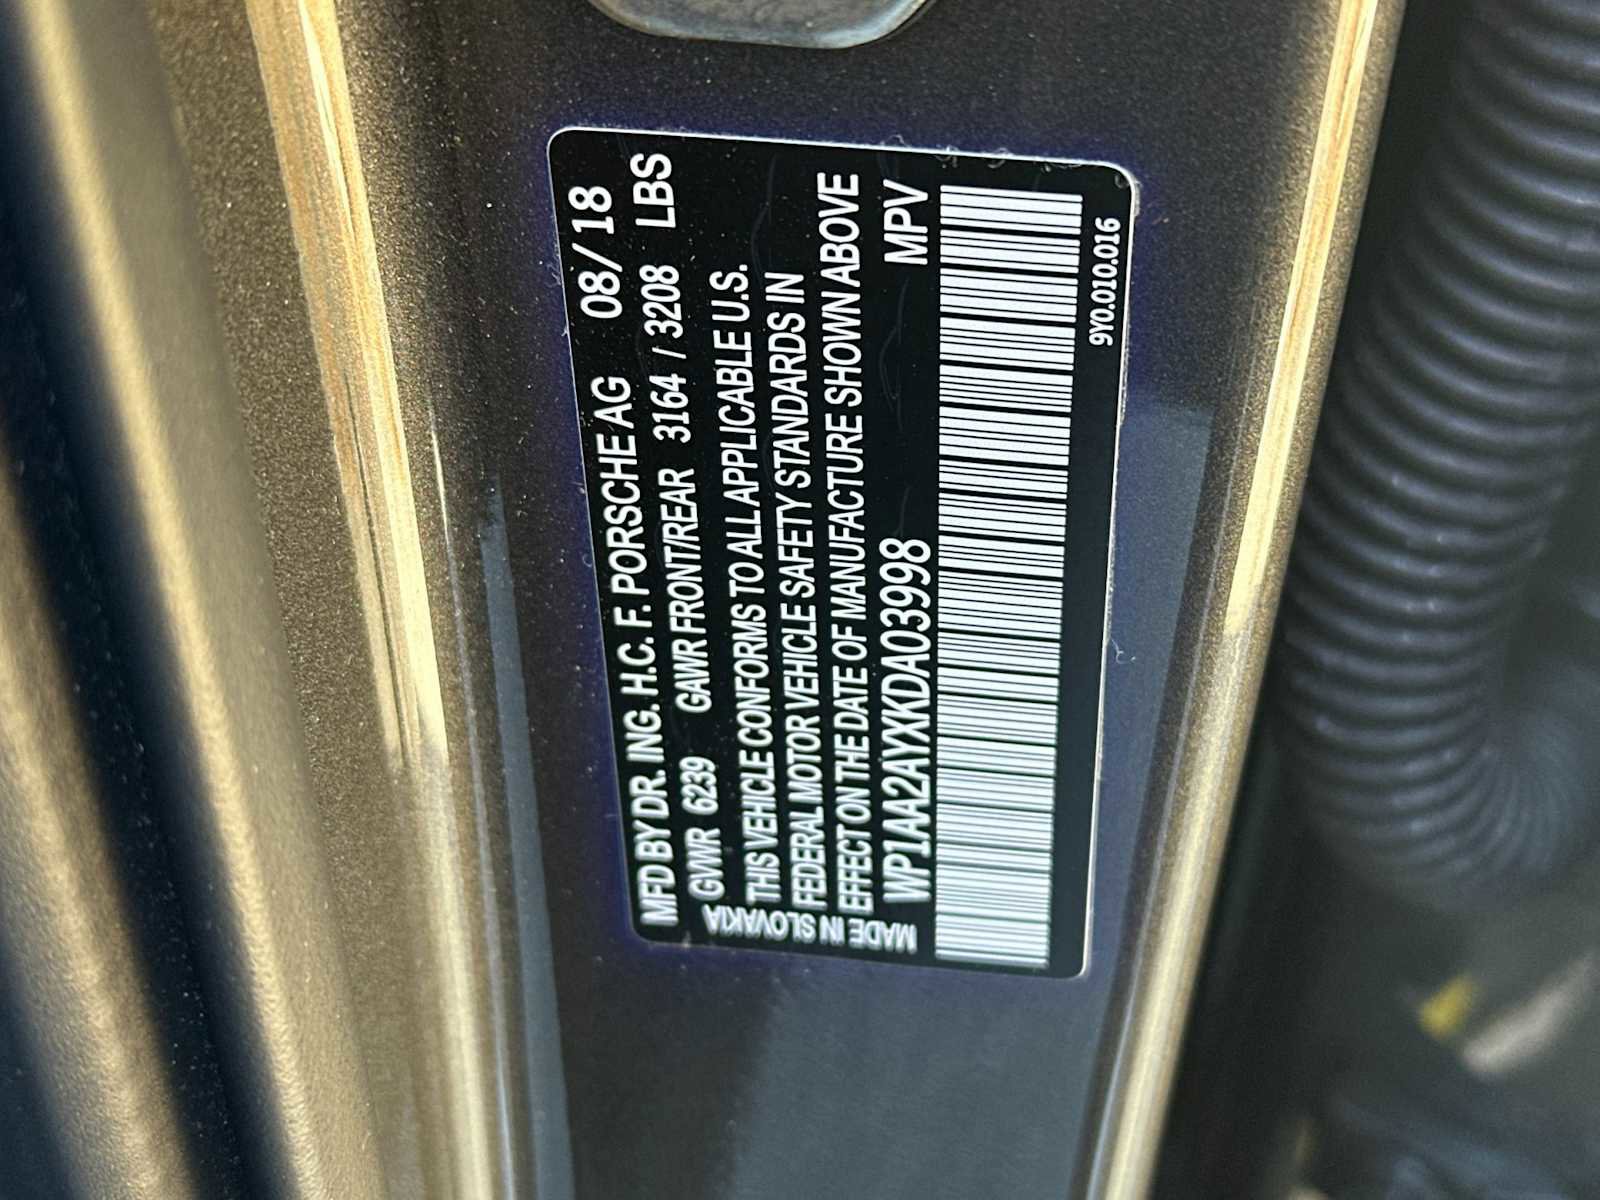 MFD BY DR. ING. H.C. F. PORSCHE AG 08/18
GVWR 6239 GAWR FRONT/REAR 3164 / 3208 LBS
THIS VEHICLE CONFORMS TO ALL APPLICABLE U.S.
FEDERAL MOTOR VEHICLE SAFETY STANDARDS IN
EFFECT ON THE DATE OF MANUFACTURE SHOWN ABOVE
WP1AA2AYXKDA03998 MPV
MADE IN SLOVAKIA
9Y0.010.016